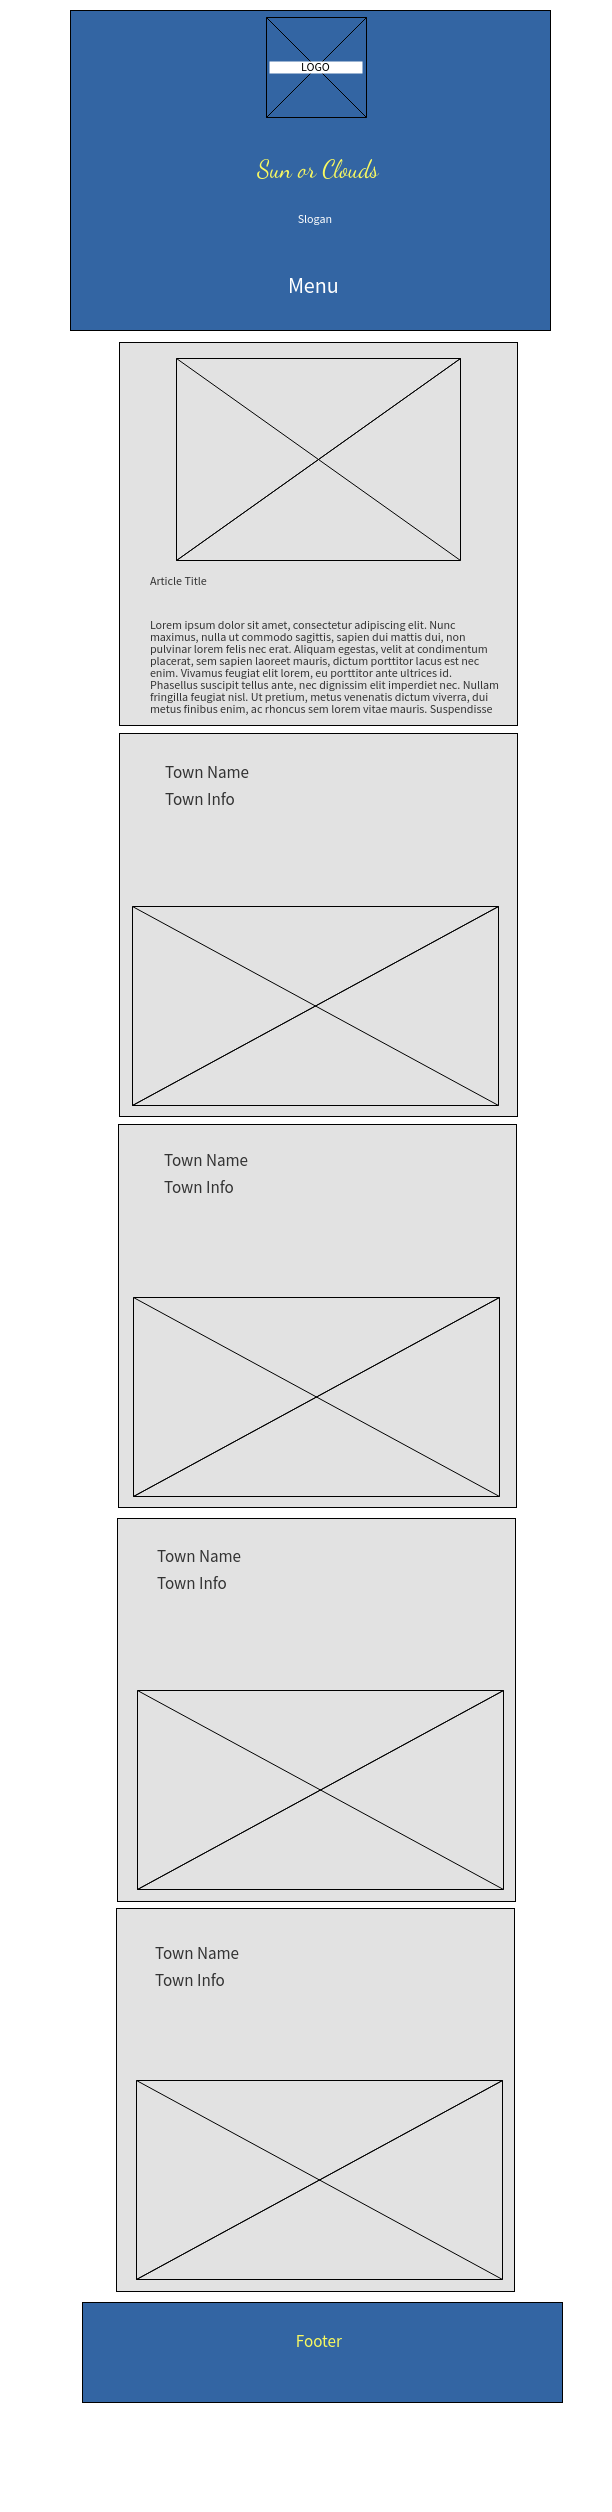 LOGO
Sun or Clouds
Slogan
Menu
Article Title
Lorem ipsum dolor sit amet, consectetur adipiscing elit. Nunc
maximus, nulla ut commodo sagittis, sapien dui mattis dui, non
pulvinar lorem felis nec erat. Aliquam egestas, velit at condimentum
placerat, sem sapien laoreet mauris, dictum porttitor lacus est nec
enim. Vivamus feugiat elit lorem, eu porttitor ante ultrices id.
Phasellus suscipit tellus ante, nec dignissim elit imperdiet nec. Nullam
fringilla feugiat nisl. Ut pretium, metus venenatis dictum viverra, dui
metus finibus enim, ac rhoncus sem lorem vitae mauris. Suspendisse
Town Name
Town Info
Town Name
Town Info
Town Name
Town Info
Town Name
Town Info
Footer